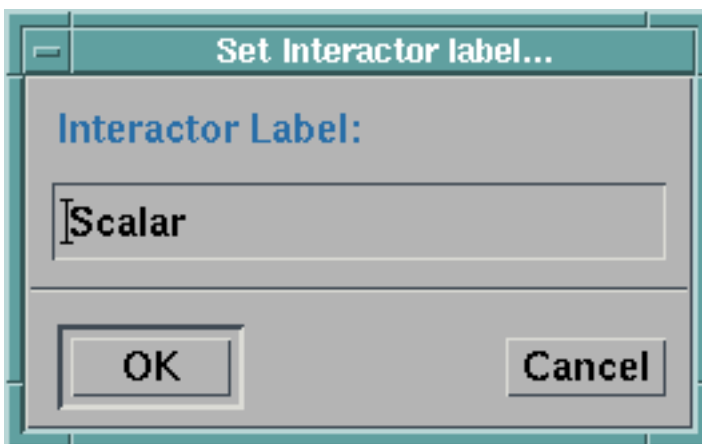 Set Interactor label...
Interactor Label:
Scalar
OK
Cancel